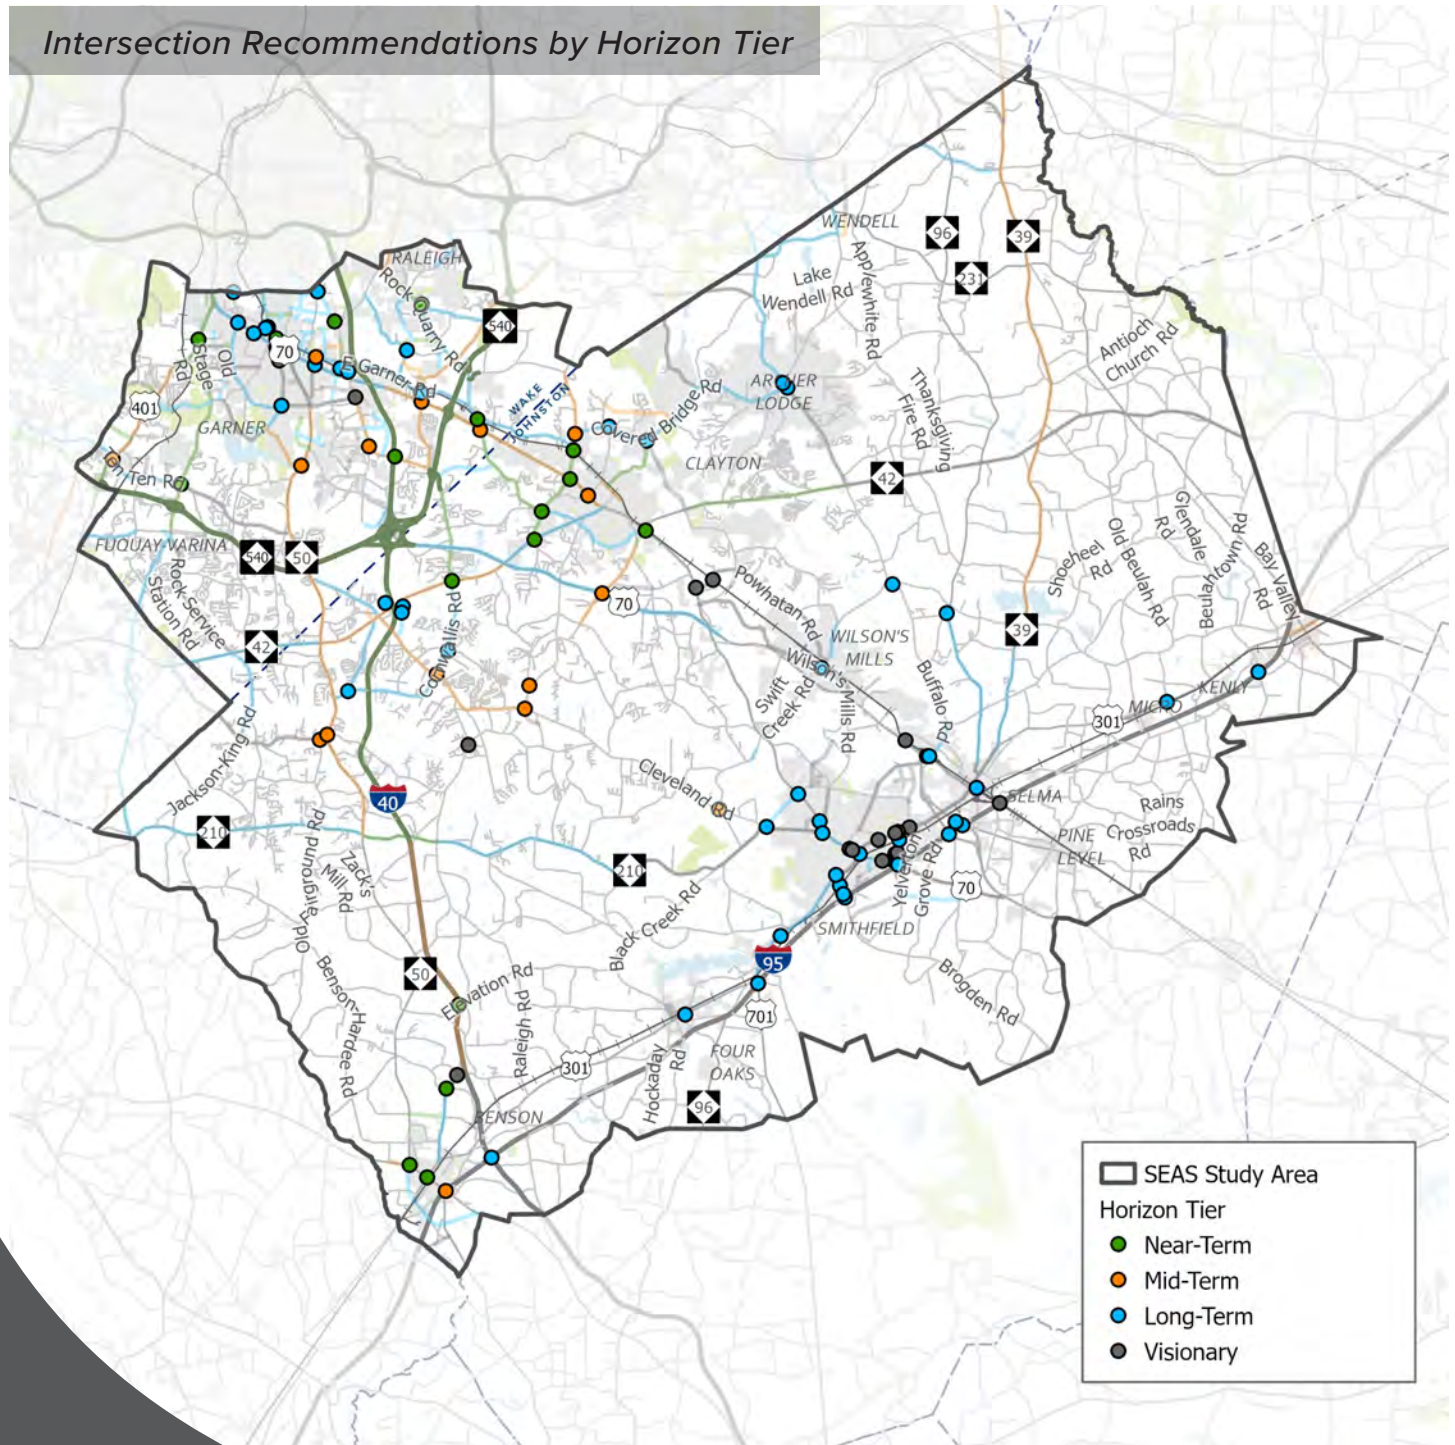 Intersection Recommendations by Horizon Tier
WENDELL
96
39
231
RALEIGH
Lake
Wendell Rd
Applewhite Rd
Rock Quarry Rd
540
Antioch
Church Rd
70
Old
Stage
Rd
E Garner Rd
WAKE
JOHNSTON
ARCHER
LODGE
401
GARNER
Covered Bridge Rd
Thanksgiving
Fire Rd
CLAYTON
42
Ten-Ten Rd
Glendale
Rd
Old Beulah Rd
Beulahtown Rd
Bay Valley
Rd
Shoeheel
Rd
FUQUAY-VARINA
540
50
Rock Service
Station Rd
Powhatan Rd
70
42
39
WILSON'S
MILLS
Cornwallis Rd
Wilson's Mills Rd
Swift
Creek Rd
Buffalo Rd
KENLY
MICRO
301
Jackson-King Rd
Cleveland Rd
40
SELMA
Rains
Crossroads
Rd
210
PINE
LEVEL
Zack's
Mill Rd
Old Fairground Rd
210
Yelverton
Grove Rd
70
Black Creek Rd
SMITHFIELD
95
50
Elevation Rd
Benson-Hardee Rd
Raleigh Rd
Brogden Rd
701
301
Hockaday
Rd
FOUR
OAKS
96
BENSON
SEAS Study Area
Horizon Tier
Near-Term
Mid-Term
Long-Term
Visionary